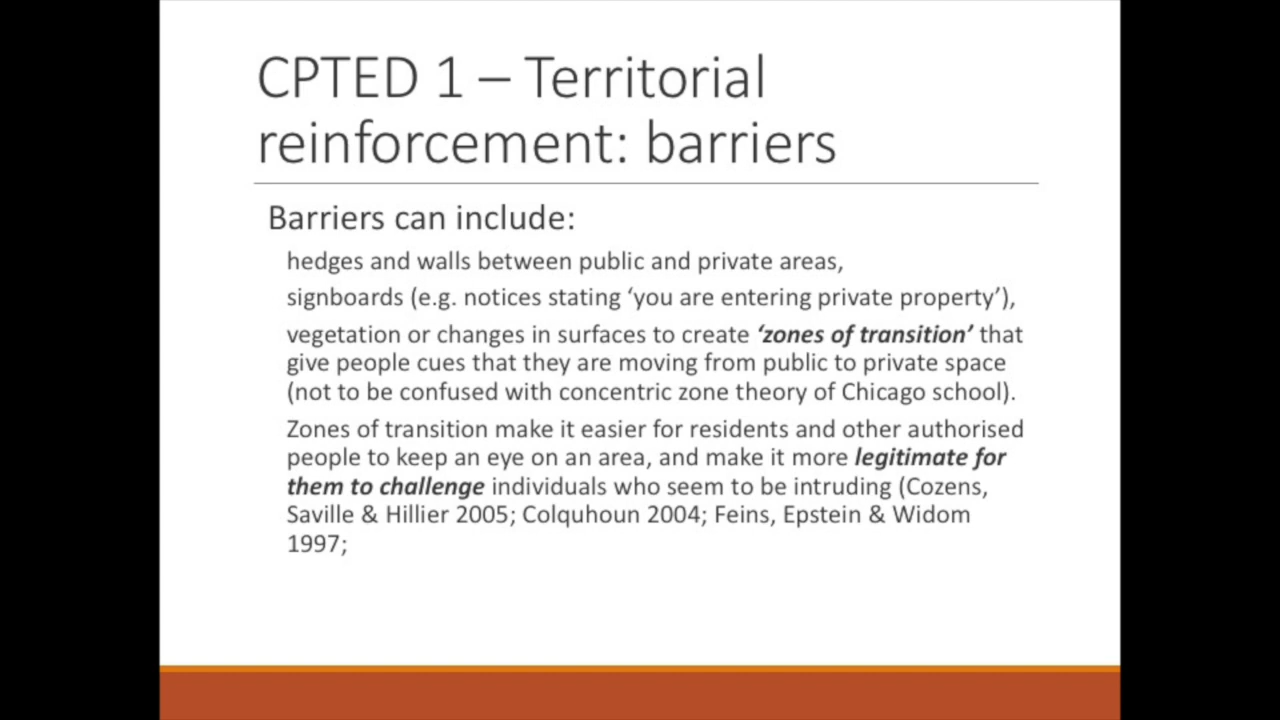 CPTED 1 – Territorial
reinforcement: barriers
Barriers can include:
hedges and walls between public and private areas,
signboards (e.g. notices stating ‘you are entering private property’),
vegetation or changes in surfaces to create ‘zones of transition’ that
give people cues that they are moving from public to private space
(not to be confused with concentric zone theory of Chicago school).
Zones of transition make it easier for residents and other authorised
people to keep an eye on an area, and make it more legitimate for
them to challenge individuals who seem to be intruding (Cozens,
Saville & Hillier 2005; Colquhoun 2004; Feins, Epstein & Widom
1997;